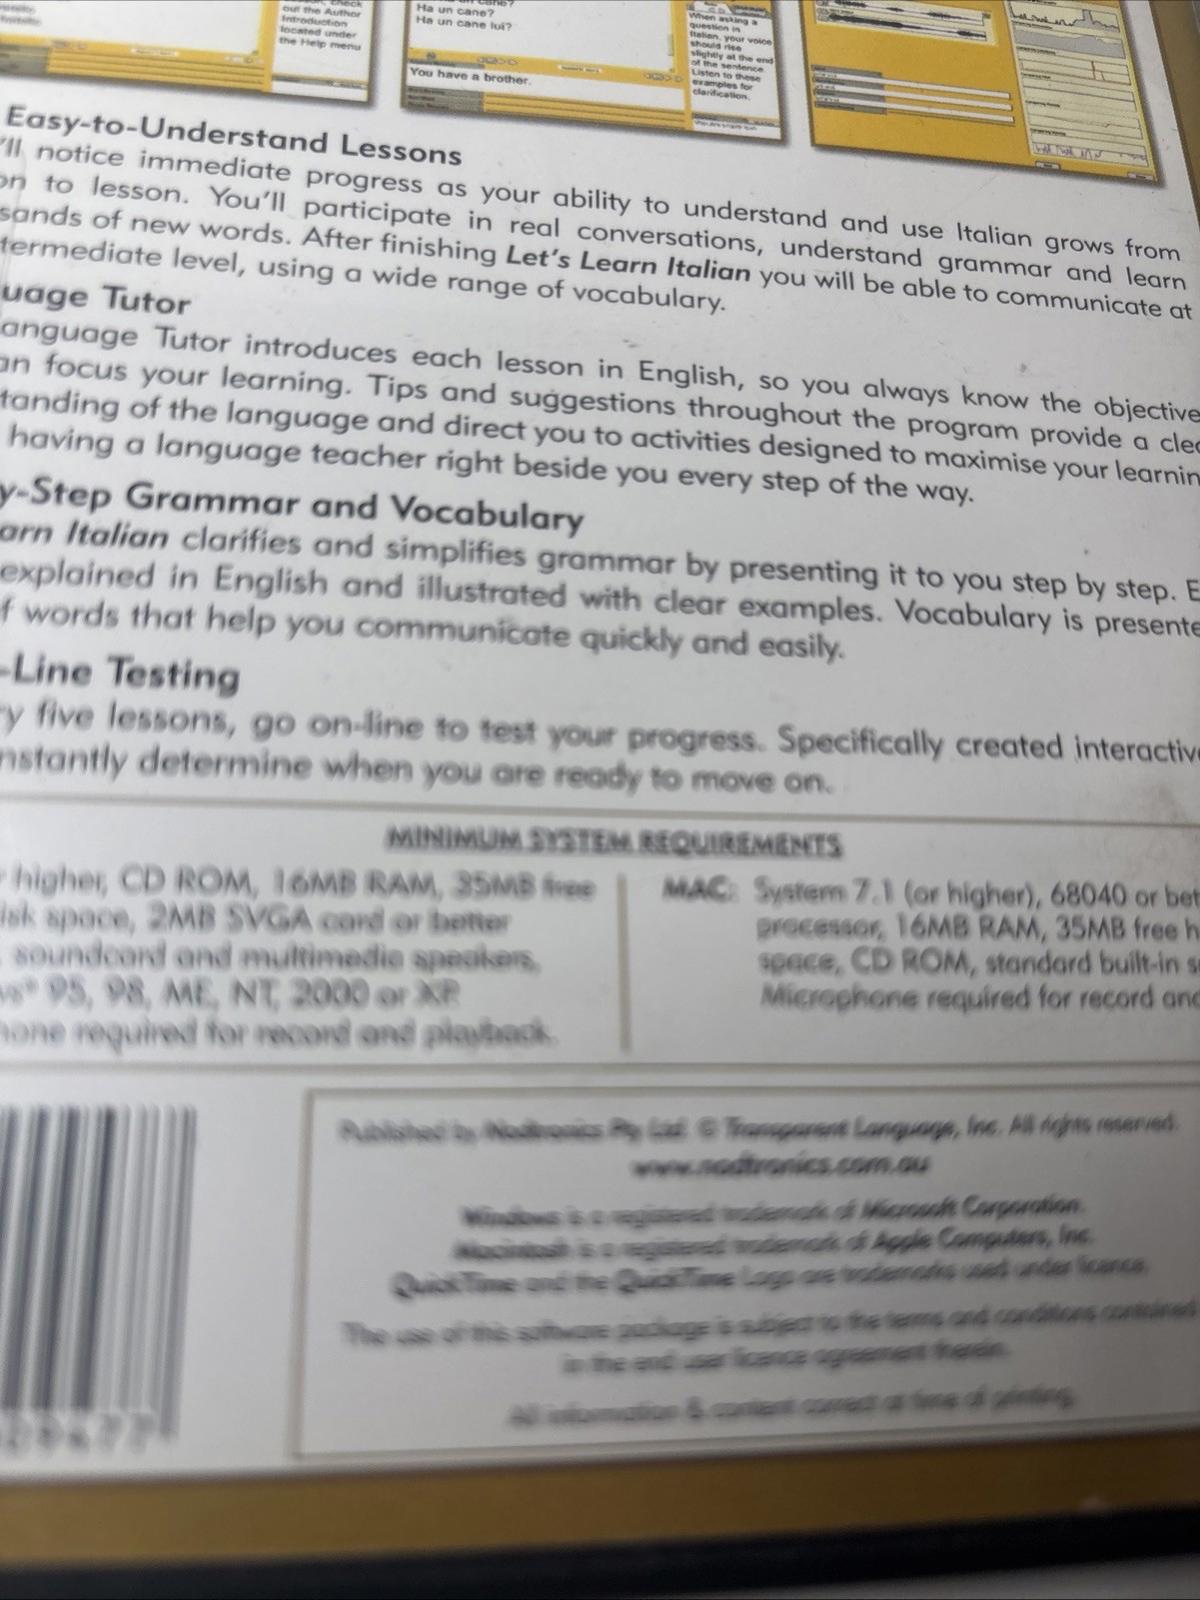 check
out the Author
Introduction
located under
the Help menu
Ha un cane?
Ha un cane lui?
You have a brother.
When asking a
question in
Italian, your voice
should rise
slightly at the end
of the sentence.
Listen to these
examples for
clarification.
Easy-to-Understand Lessons
'll notice immediate progress as your ability to understand and use Italian grows from
on to lesson. You'll participate in real conversations, understand grammar and learn
sands of new words. After finishing Let's Learn Italian you will be able to communicate at
termediate level, using a wide range of vocabulary.
uage Tutor
anguage Tutor introduces each lesson in English, so you always know the objective
an focus your learning. Tips and suggestions throughout the program provide a clea
tanding of the language and direct you to activities designed to maximise your learnin
having a language teacher right beside you every step of the way.
y-Step Grammar and Vocabulary
arn Italian clarifies and simplifies grammar by presenting it to you step by step. E
explained in English and illustrated with clear examples. Vocabulary is presente
f words that help you communicate quickly and easily.
-Line Testing
ry five lessons, go on-line to test your progress. Specifically created interactive
nstantly determine when you are ready to move on.
MINIMUM SYSTEM REQUIREMENTS
r higher, CD ROM, 16MB RAM, 35MB free
isk space, 2MB SVGA card or better
soundcard and multimedia speakers,
ws® 95, 98, ME, NT, 2000 or XP.
hone required for record and playback.
MAC: System 7.1 (or higher), 68040 or bet
processor, 16MB RAM, 35MB free h
space, CD ROM, standard built-in s
Microphone required for record and
Published by Nodtronics Pty Ltd. © Transparent Language, Inc. All rights reserved.
www.nodtronics.com.au
Windows is a registered trademark of Microsoft Corporation.
Macintosh is a registered trademark of Apple Computers, Inc.
QuickTime and the QuickTime Logo are trademarks used under licence.
The use of this software package is subject to the terms and conditions contained
in the end user licence agreement therein.
All information & content correct at time of printing.